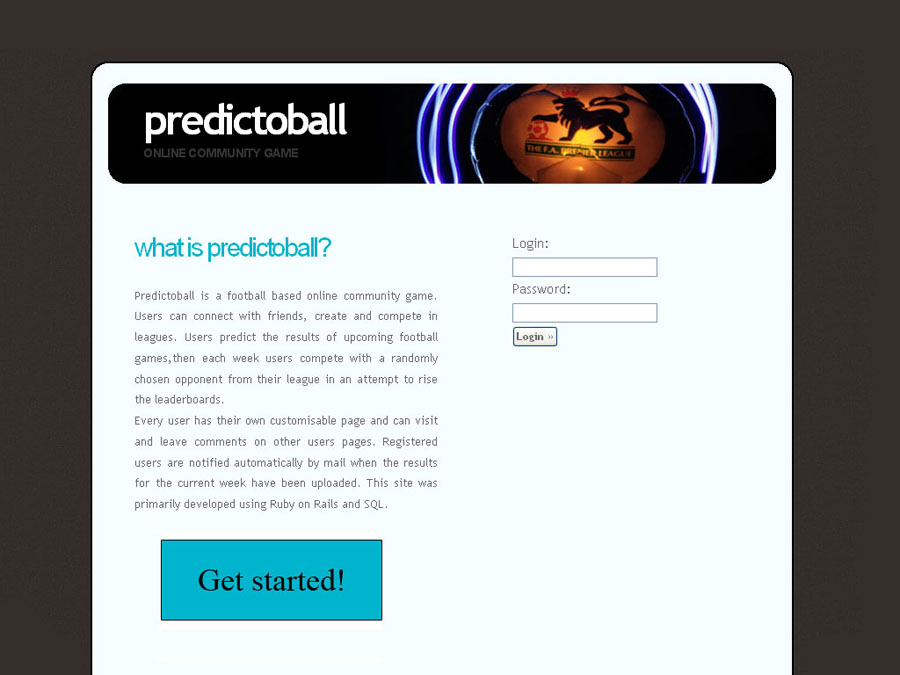 predictoball
ONLINE COMMUNITY GAME
THE F.A. PREMIER LEAGUE
what is predictoball?
Predictoball is a football based online community game.
Users can connect with friends, create and compete in
leagues. Users predict the results of upcoming football
games,then each week users compete with a randomly
chosen opponent from their league in an attempt to rise
the leaderboards.
Every user has their own customisable page and can visit
and leave comments on other users pages. Registered
users are notified automatically by mail when the results
for the current week have been uploaded. This site was
primarily developed using Ruby on Rails and SQL.
Get started!
Login:
Password:
Login »